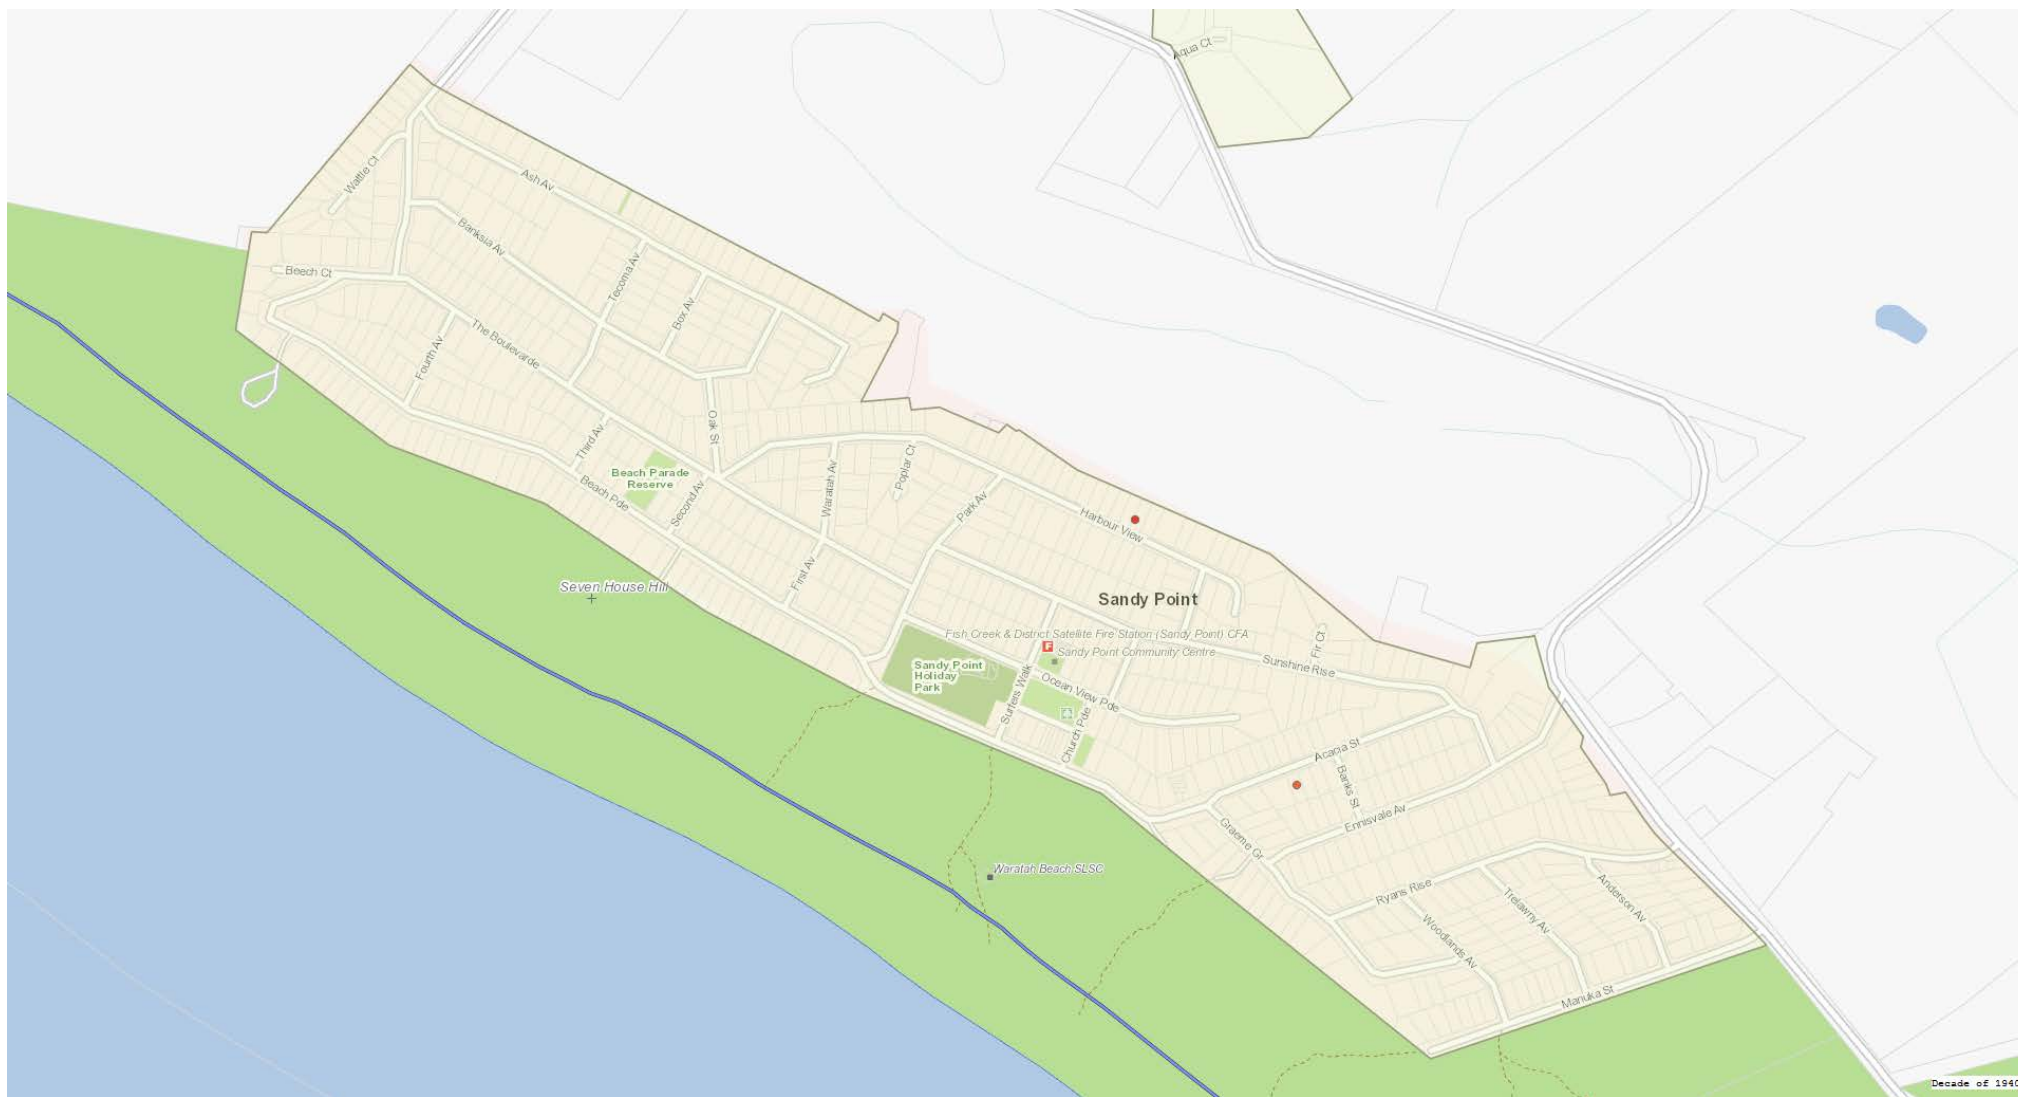 Aqua Ct
Wattle Ct
Ash Av
Banksia Av
Beech Ct
Tecoma Av
Box Av
The Boulevarde
Fourth Av
Oak St
Third Av
Beach Parade
Reserve
Beach Pde
Second Av
Waratah Av
Poplar Ct
Park Av
Harbour View
First Av
Seven House Hill
Sandy Point
Fish Creek & District Satellite Fire Station (Sandy Point) CFA
F
Sandy Point Community Centre
Fir Ct
Sunshine Rise
Sandy Point
Holiday
Park
Surfers Walk
Ocean View Pde
Church Pde
Acacia St
Banks St
Ennisvale Av
Graeme Gr
Waratah Beach SLSC
Ryans Rise
Anderson Av
Trelawny Av
Woodlands Av
Manuka St
Decade of 1940